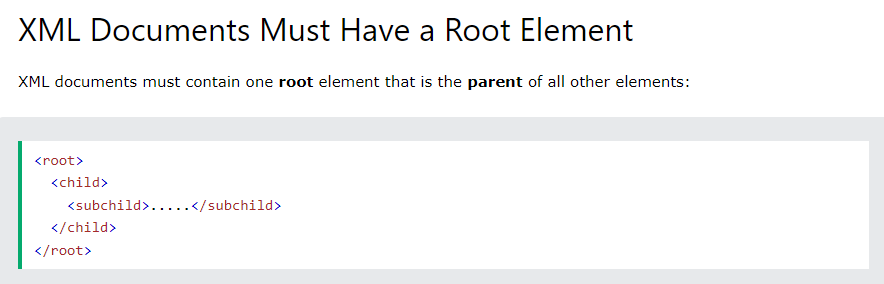 XML Documents Must Have a Root Element
XML documents must contain one root element that is the parent of all other elements:
<root>
  <child>
    <subchild>.....</subchild>
  </child>
</root>